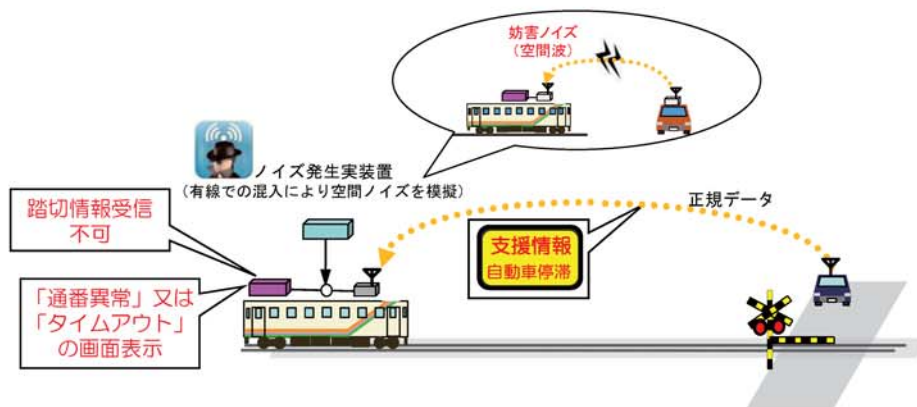 妨害ノイズ
（空間波）
ノイズ発生実装置
（有線での混入により空間ノイズを模擬）
正規データ
踏切情報受信
不可
支援情報
自動車停滞
「通番異常」又は
「タイムアウト」
の画面表示